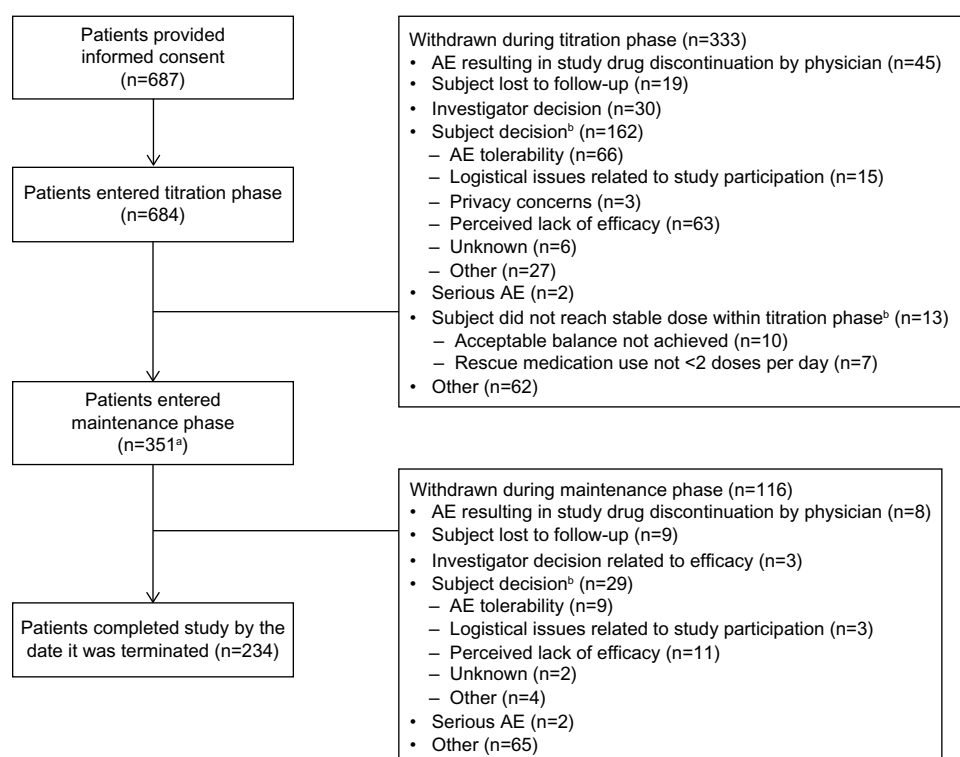 Patients provided
informed consent
(n=687)
Patients entered titration phase
(n=684)
Withdrawn during titration phase (n=333)
• AE resulting in study drug discontinuation by physician (n=45)
• Subject lost to follow-up (n=19)
• Investigator decision (n=30)
• Subject decisionᵇ (n=162)
– AE tolerability (n=66)
– Logistical issues related to study participation (n=15)
– Privacy concerns (n=3)
– Perceived lack of efficacy (n=63)
– Unknown (n=6)
– Other (n=27)
• Serious AE (n=2)
• Subject did not reach stable dose within titration phaseᵇ (n=13)
– Acceptable balance not achieved (n=10)
– Rescue medication use not <2 doses per day (n=7)
• Other (n=62)
Patients entered
maintenance phase
(n=351ᵃ)
Withdrawn during maintenance phase (n=116)
• AE resulting in study drug discontinuation by physician (n=8)
• Subject lost to follow-up (n=9)
• Investigator decision related to efficacy (n=3)
• Subject decisionᵇ (n=29)
– AE tolerability (n=9)
– Logistical issues related to study participation (n=3)
– Perceived lack of efficacy (n=11)
– Unknown (n=2)
– Other (n=4)
• Serious AE (n=2)
• Other (n=65)
Patients completed study by the
date it was terminated (n=234)